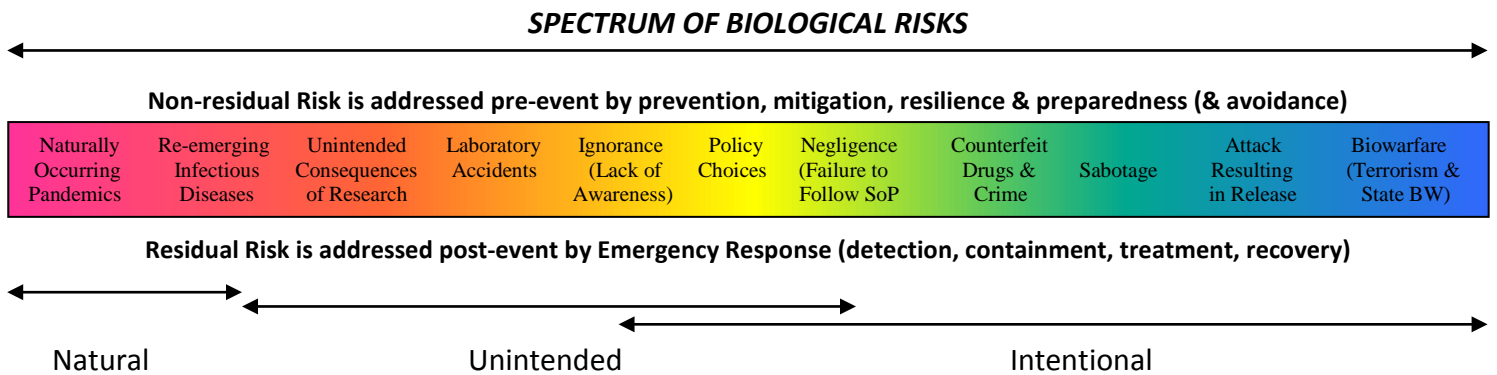 SPECTRUM OF BIOLOGICAL RISKS
Non-residual Risk is addressed pre-event by prevention, mitigation, resilience & preparedness (& avoidance)
Naturally
Occurring
Pandemics
Re-emerging
Infectious
Diseases
Unintended
Consequences
of Research
Laboratory
Accidents
Ignorance
(Lack of
Awareness)
Policy
Choices
Negligence
(Failure to
Follow SoP
Counterfeit
Drugs &
Crime
Sabotage
Attack
Resulting
in Release
Biowarfare
(Terrorism &
State BW)
Residual Risk is addressed post-event by Emergency Response (detection, containment, treatment, recovery)
Natural
Unintended
Intentional